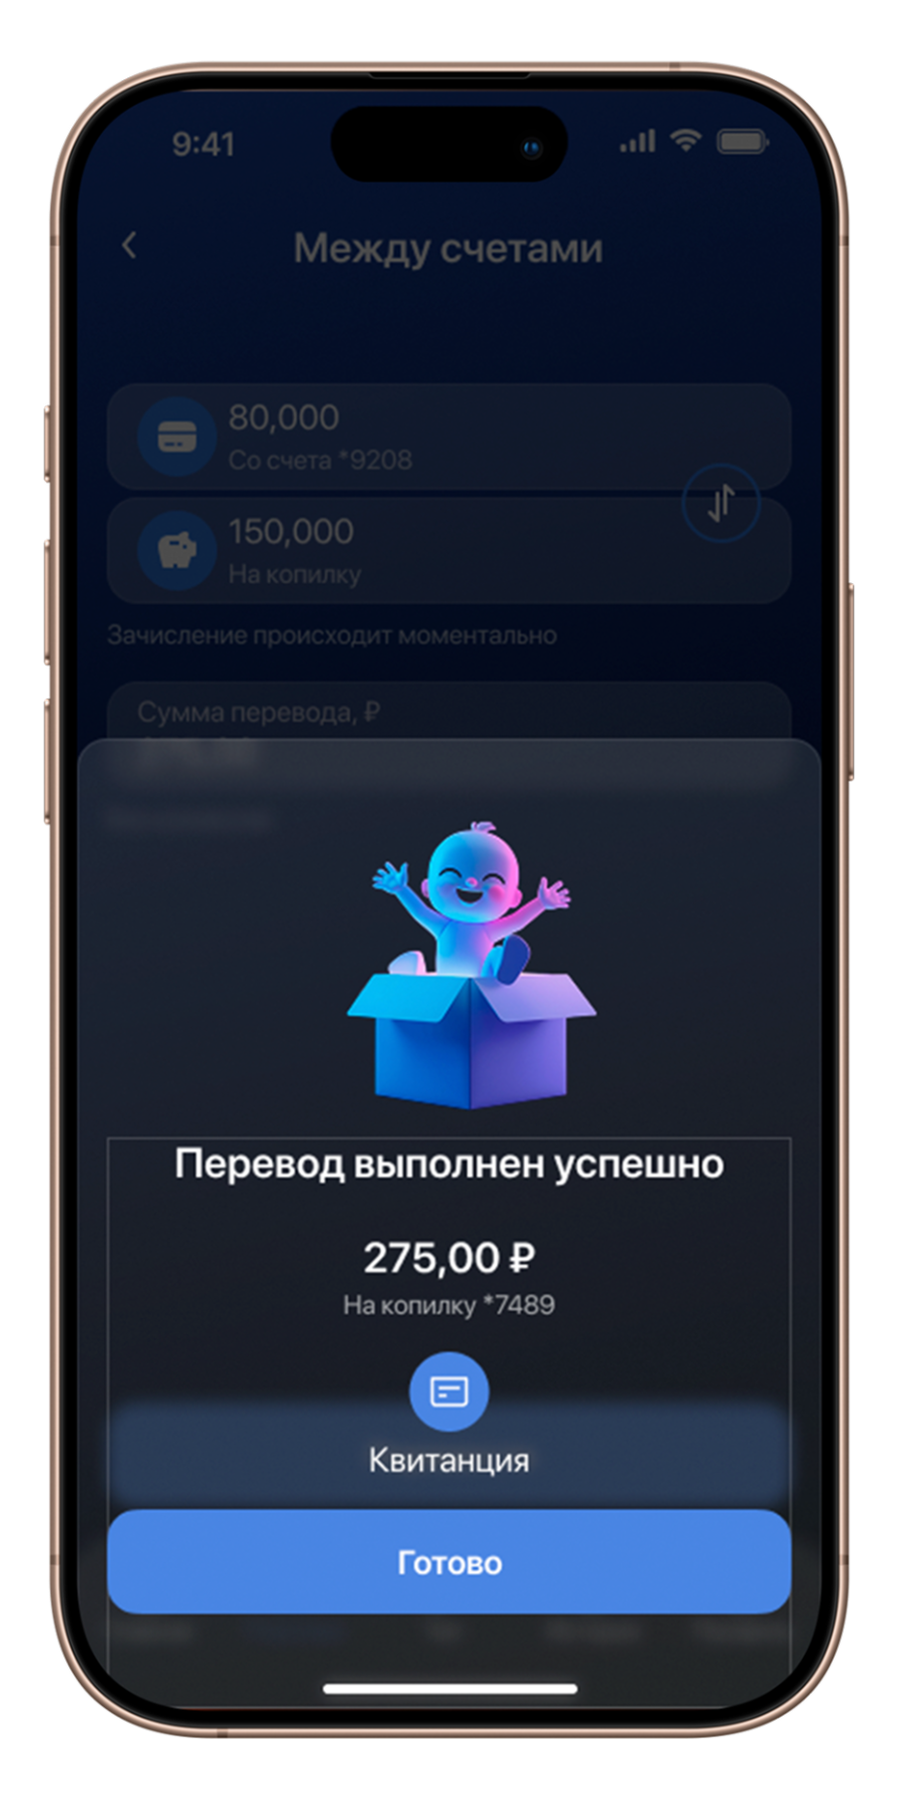 9:41
Между счетами
80,000
Со счета *9208
150,000
На копилку
Зачисление происходит моментально
Сумма перевода, ₽
Перевод выполнен успешно
275,00 ₽
На копилку *7489
Квитанция
Готово